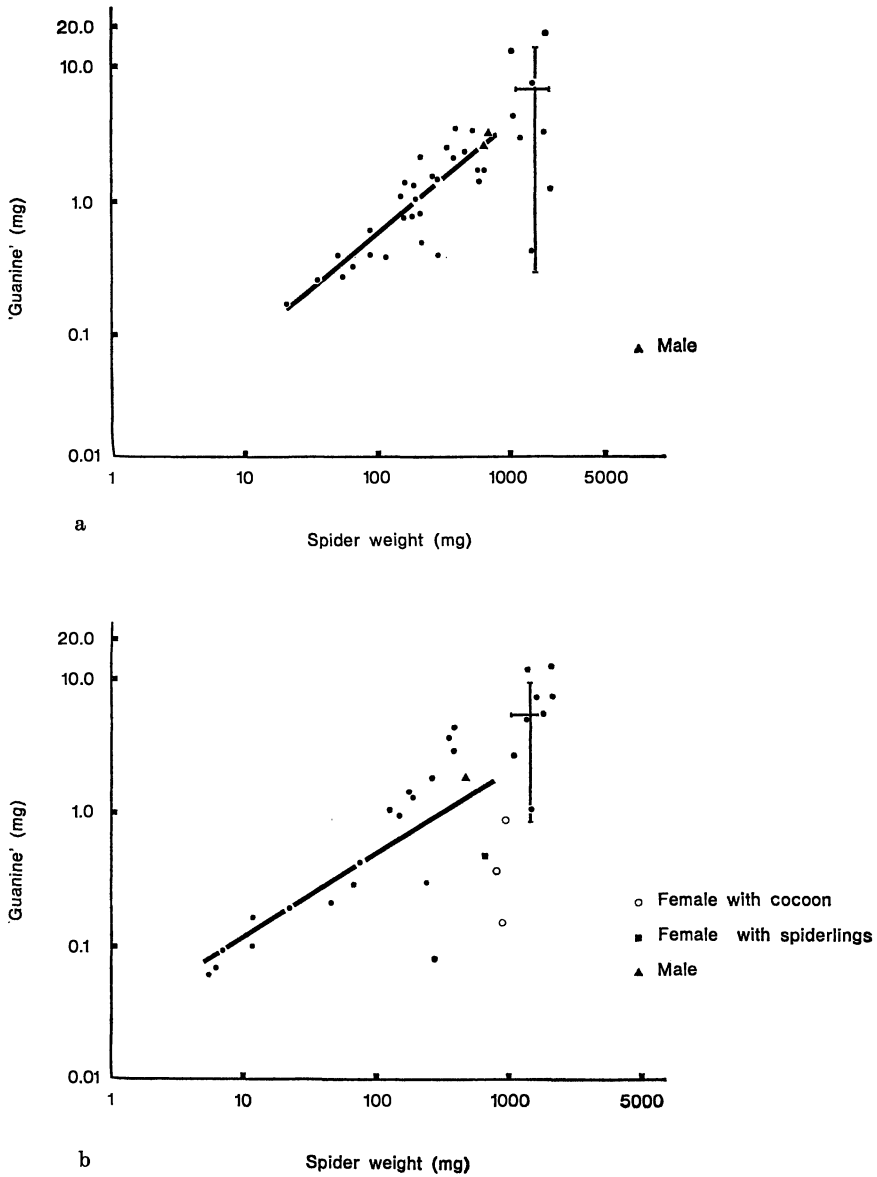 20.0
10.0
1.0
0.1
0.01
'Guanine' (mg)
1 10 100 1000 5000
▲ Male
a
Spider weight (mg)
20.0
10.0
1.0
0.1
0.01
'Guanine' (mg)
1 10 100 1000 5000
○ Female with cocoon
■ Female with spiderlings
▲ Male
b
Spider weight (mg)